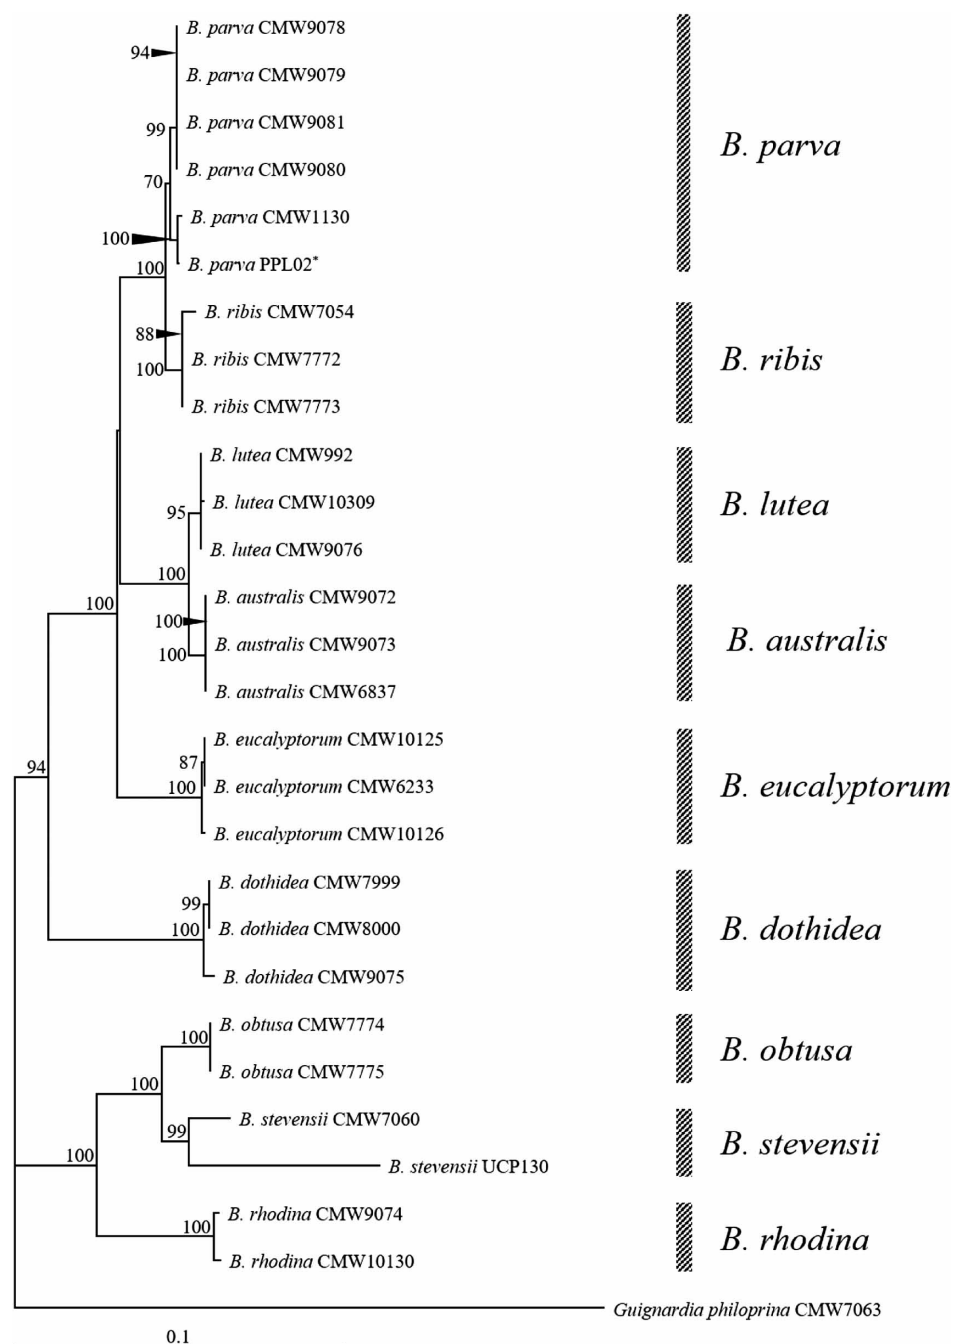 B. parva CMW9078
94
B. parva CMW9079
B. parva CMW9081
99
B. parva
B. parva CMW9080
70
B. parva CMW1130
100
B. parva PPL02*
100
B. ribis CMW7054
88
B. ribis CMW7772
B. ribis
100
B. ribis CMW7773
B. lutea CMW992
B. lutea CMW10309
B. lutea
95
B. lutea CMW9076
100
B. australis CMW9072
100
100
B. australis CMW9073
B. australis
100
B. australis CMW6837
B. eucalyptorum CMW10125
87
B. eucalyptorum CMW6233
B. eucalyptorum
100
B. eucalyptorum CMW10126
94
B. dothidea CMW7999
99
B. dothidea CMW8000
B. dothidea
100
B. dothidea CMW9075
B. obtusa CMW7774
100
B. obtusa
B. obtusa CMW7775
100
B. stevensii CMW7060
99
B. stevensii
100
B. stevensii UCP130
B. rhodina CMW9074
100
B. rhodina
B. rhodina CMW10130
Guignardia philoprina CMW7063
0.1